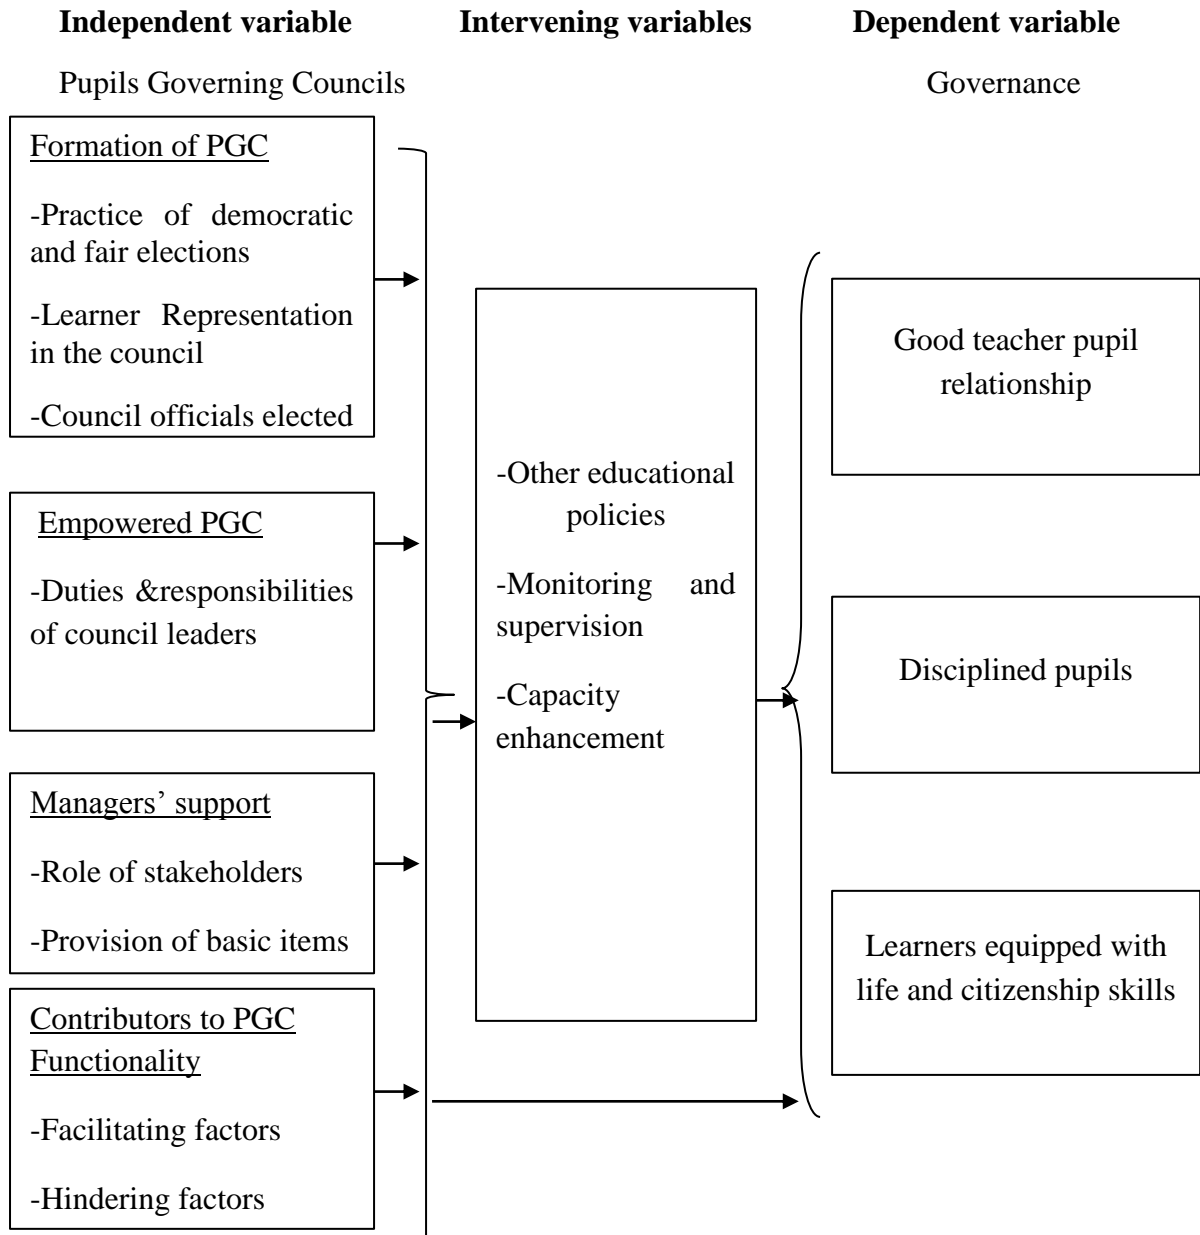 Independent variable
Intervening variables
Dependent variable
Pupils Governing Councils
Governance
Formation of PGC
-Practice of democratic
and fair elections
-Learner Representation
in the council
-Council officials elected
Empowered PGC
-Duties &responsibilities
of council leaders
Managers’ support
-Role of stakeholders
-Provision of basic items
Contributors to PGC
Functionality
-Facilitating factors
-Hindering factors
-Other educational
policies
-Monitoring and
supervision
-Capacity
enhancement
Good teacher pupil
relationship
Disciplined pupils
Learners equipped with
life and citizenship skills